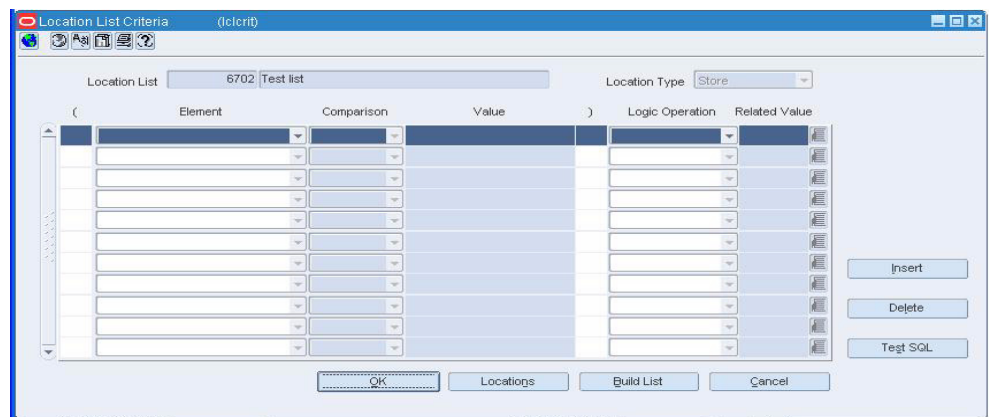 Location List Criteria (lclcrit)
Location List 6702 Test list Location Type Store
( Element Comparison Value ) Logic Operation Related Value
Insert
Delete
Test SQL
OK Locations Build List Cancel